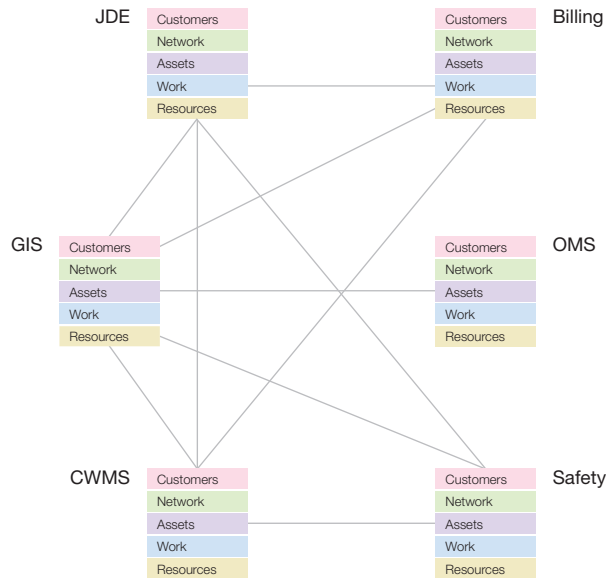 JDE
Customers
Network
Assets
Work
Resources
Billing
Customers
Network
Assets
Work
Resources
GIS
Customers
Network
Assets
Work
Resources
OMS
Customers
Network
Assets
Work
Resources
CWMS
Customers
Network
Assets
Work
Resources
Safety
Customers
Network
Assets
Work
Resources